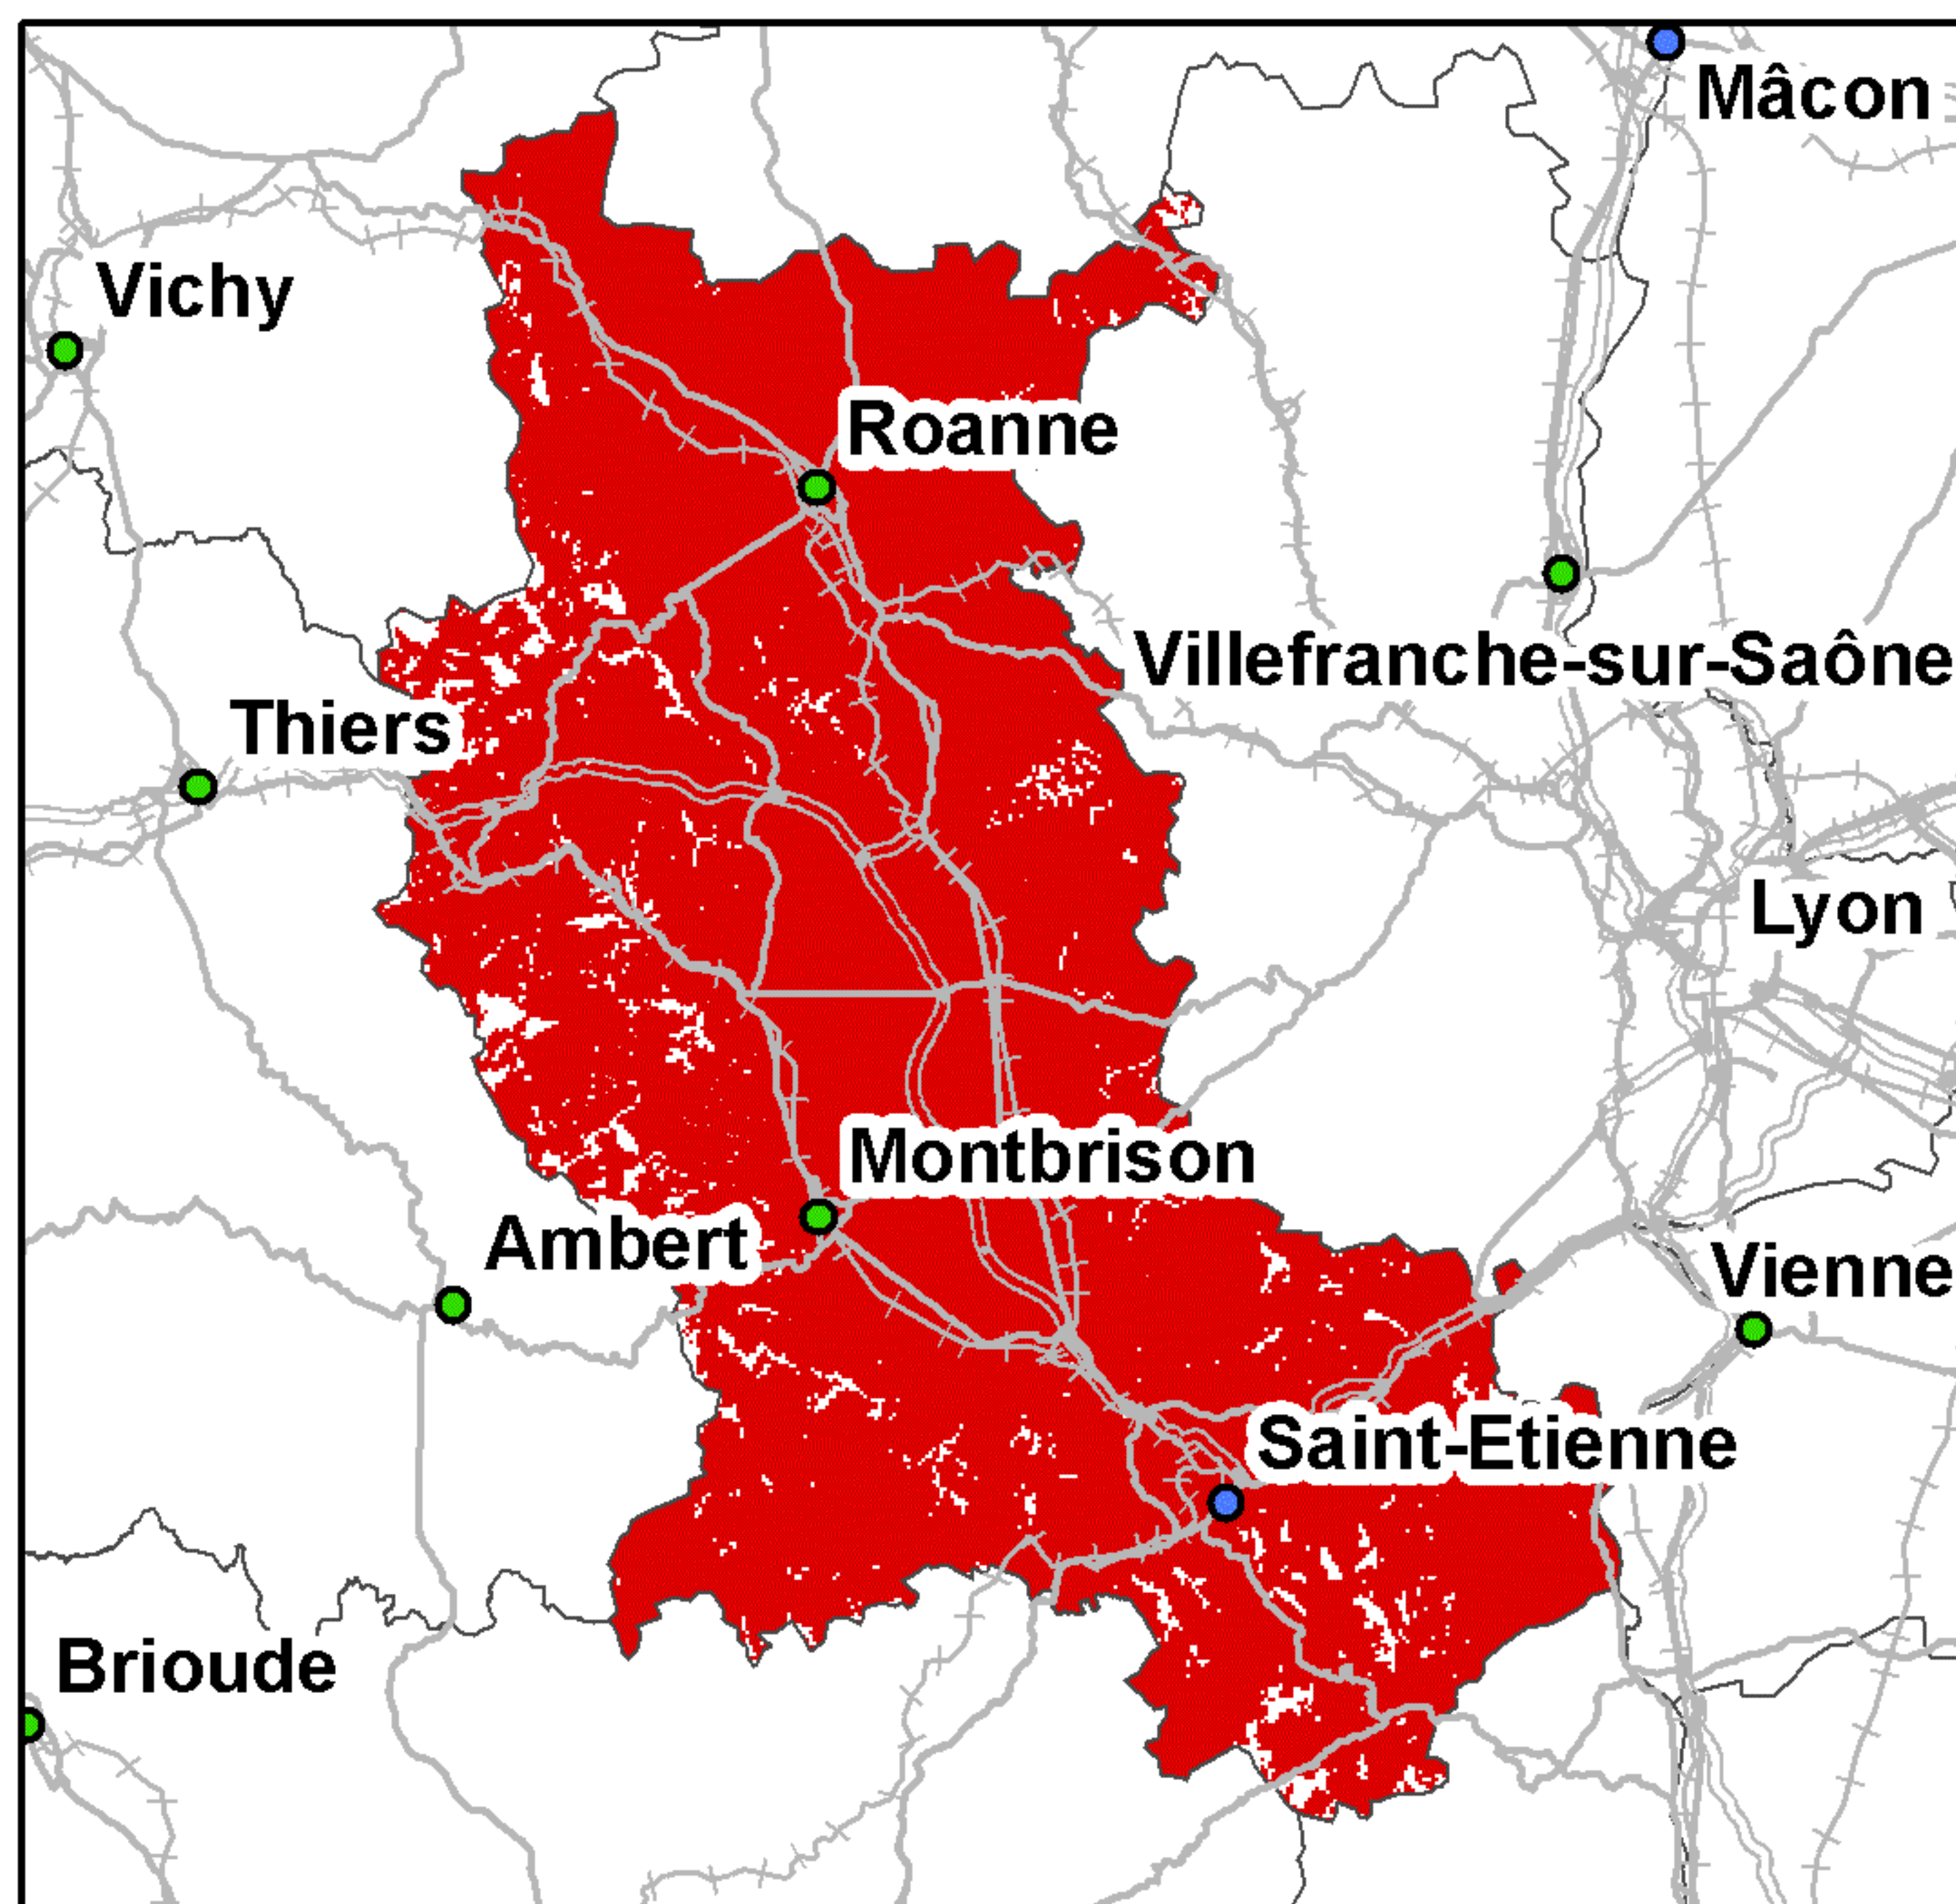 Mâcon
Vichy
Roanne
Villefranche-sur-Saône
Thiers
Lyon
Montbrison
Ambert
Vienne
Saint-Etienne
Brioude